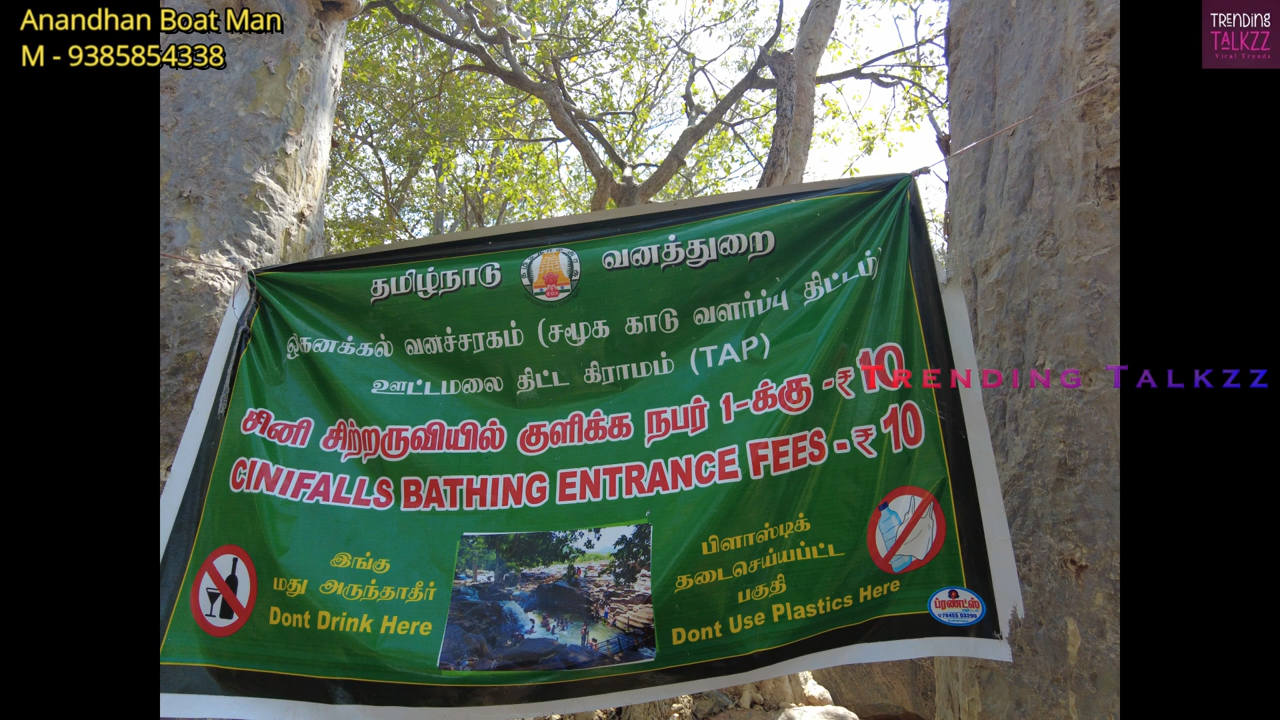 Anandhan Boat Man
M - 9385854338
TRENDING
TALKZZ
Viral Trends
தமிழ்நாடு வனத்துறை
ஒகனக்கல் வனச்சரகம் (சமூக காடு வளர்ப்பு திட்டம்)
ஊட்டமலை திட்ட கிராமம் (TAP)
சினி சிற்றருவியில் குளிக்க நபர் 1-க்கு -₹ 10
TRENDING TALKZZ
CINIFALLS BATHING ENTRANCE FEES - ₹ 10
இங்கு
மது அருந்தாதீர்
Dont Drink Here
பிளாஸ்டிக்
தடைசெய்யப்பட்ட
பகுதி
Dont Use Plastics Here
ப்ரண்ட்ஸ்